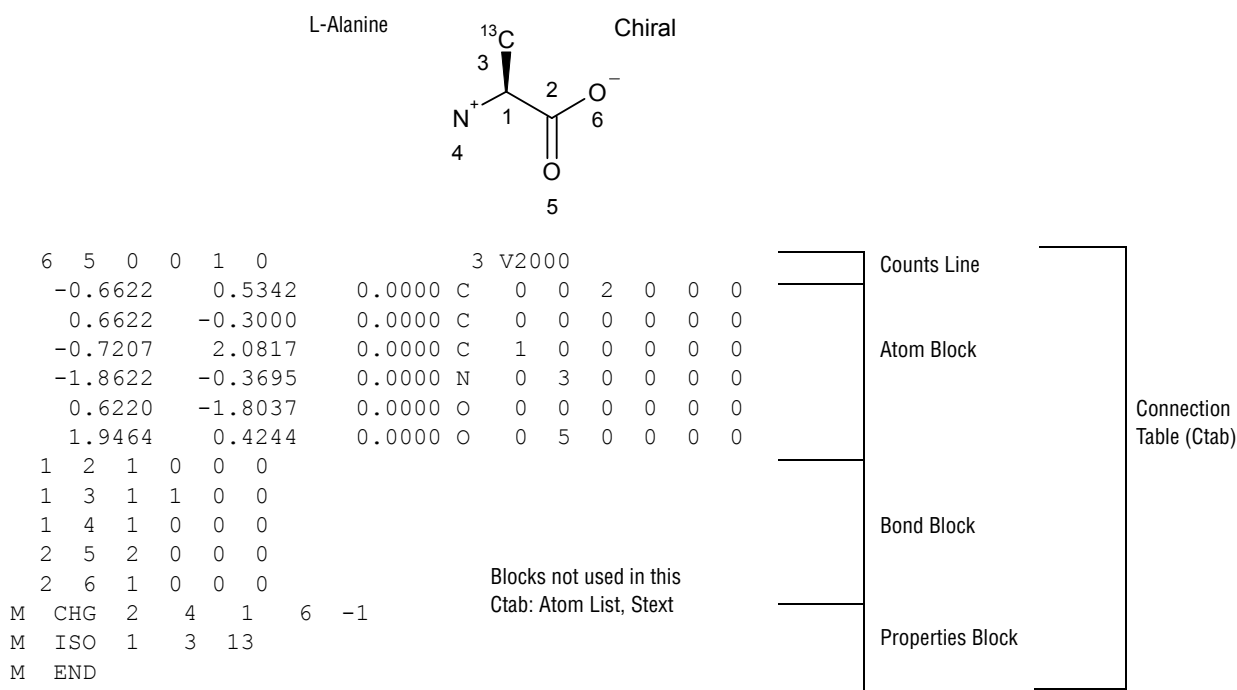 L-Alanine
13C
Chiral
3
2
O−
N+
1
6
4
O
5
6 5 0 0 1 0 3 V2000
Counts Line
-0.6622 0.5342 0.0000 C 0 0 2 0 0 0
0.6622 -0.3000 0.0000 C 0 0 0 0 0 0
-0.7207 2.0817 0.0000 C 1 0 0 0 0 0
Atom Block
-1.8622 -0.3695 0.0000 N 0 3 0 0 0 0
0.6220 -1.8037 0.0000 O 0 0 0 0 0 0
1.9464 0.4244 0.0000 O 0 5 0 0 0 0
Connection
Table (Ctab)
1 2 1 0 0 0
1 3 1 1 0 0
1 4 1 0 0 0
Bond Block
2 5 2 0 0 0
2 6 1 0 0 0
Blocks not used in this
Ctab: Atom List, Stext
M CHG 2 4 1 6 -1
M ISO 1 3 13
Properties Block
M END